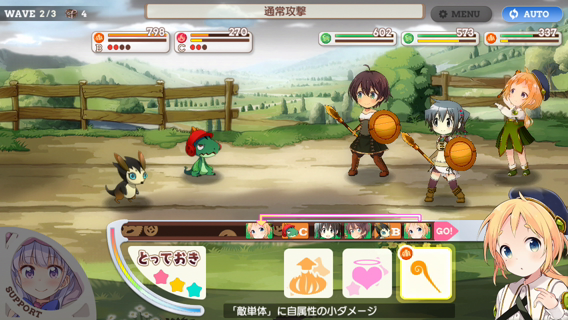 WAVE 2/3 4
通常攻撃
MENU
AUTO
798
B
270
C
602
573
337
C
B
GO!
とっておき
SUPPORT
「敵単体」に自属性の小ダメージ